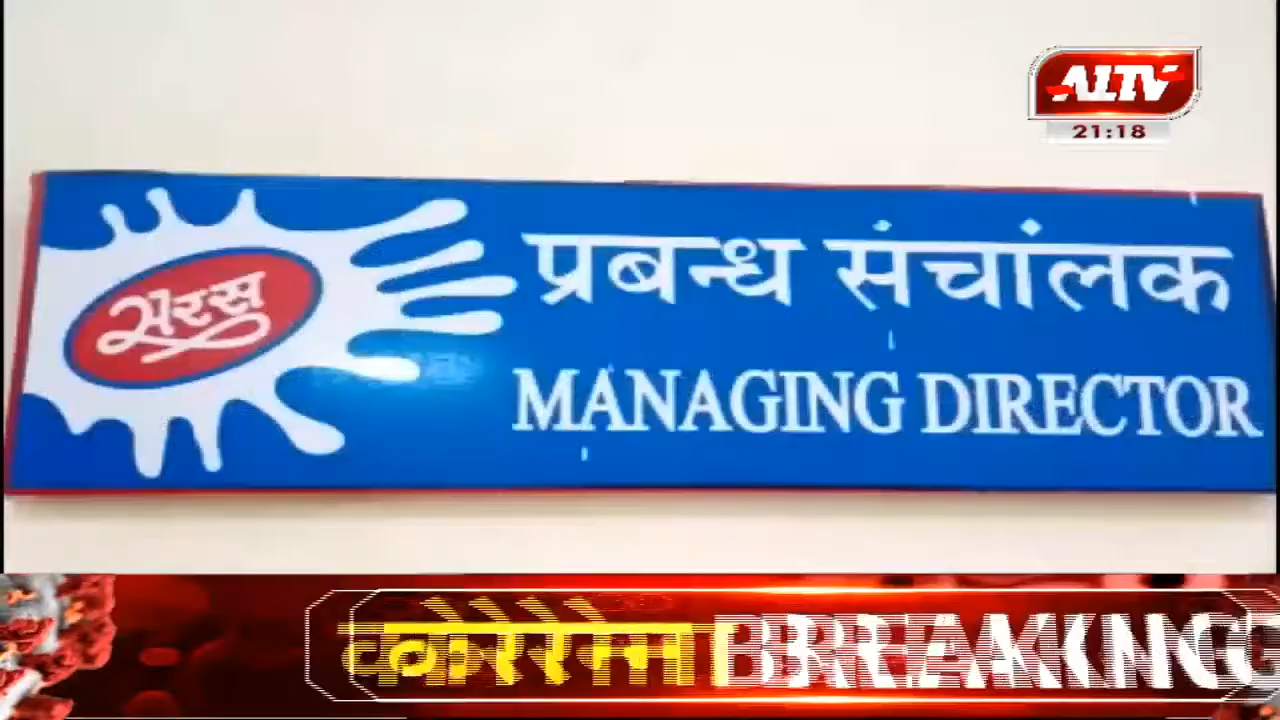 ALTV
21:18
सरस
प्रबन्ध संचांलक
MANAGING DIRECTOR
BREAKING